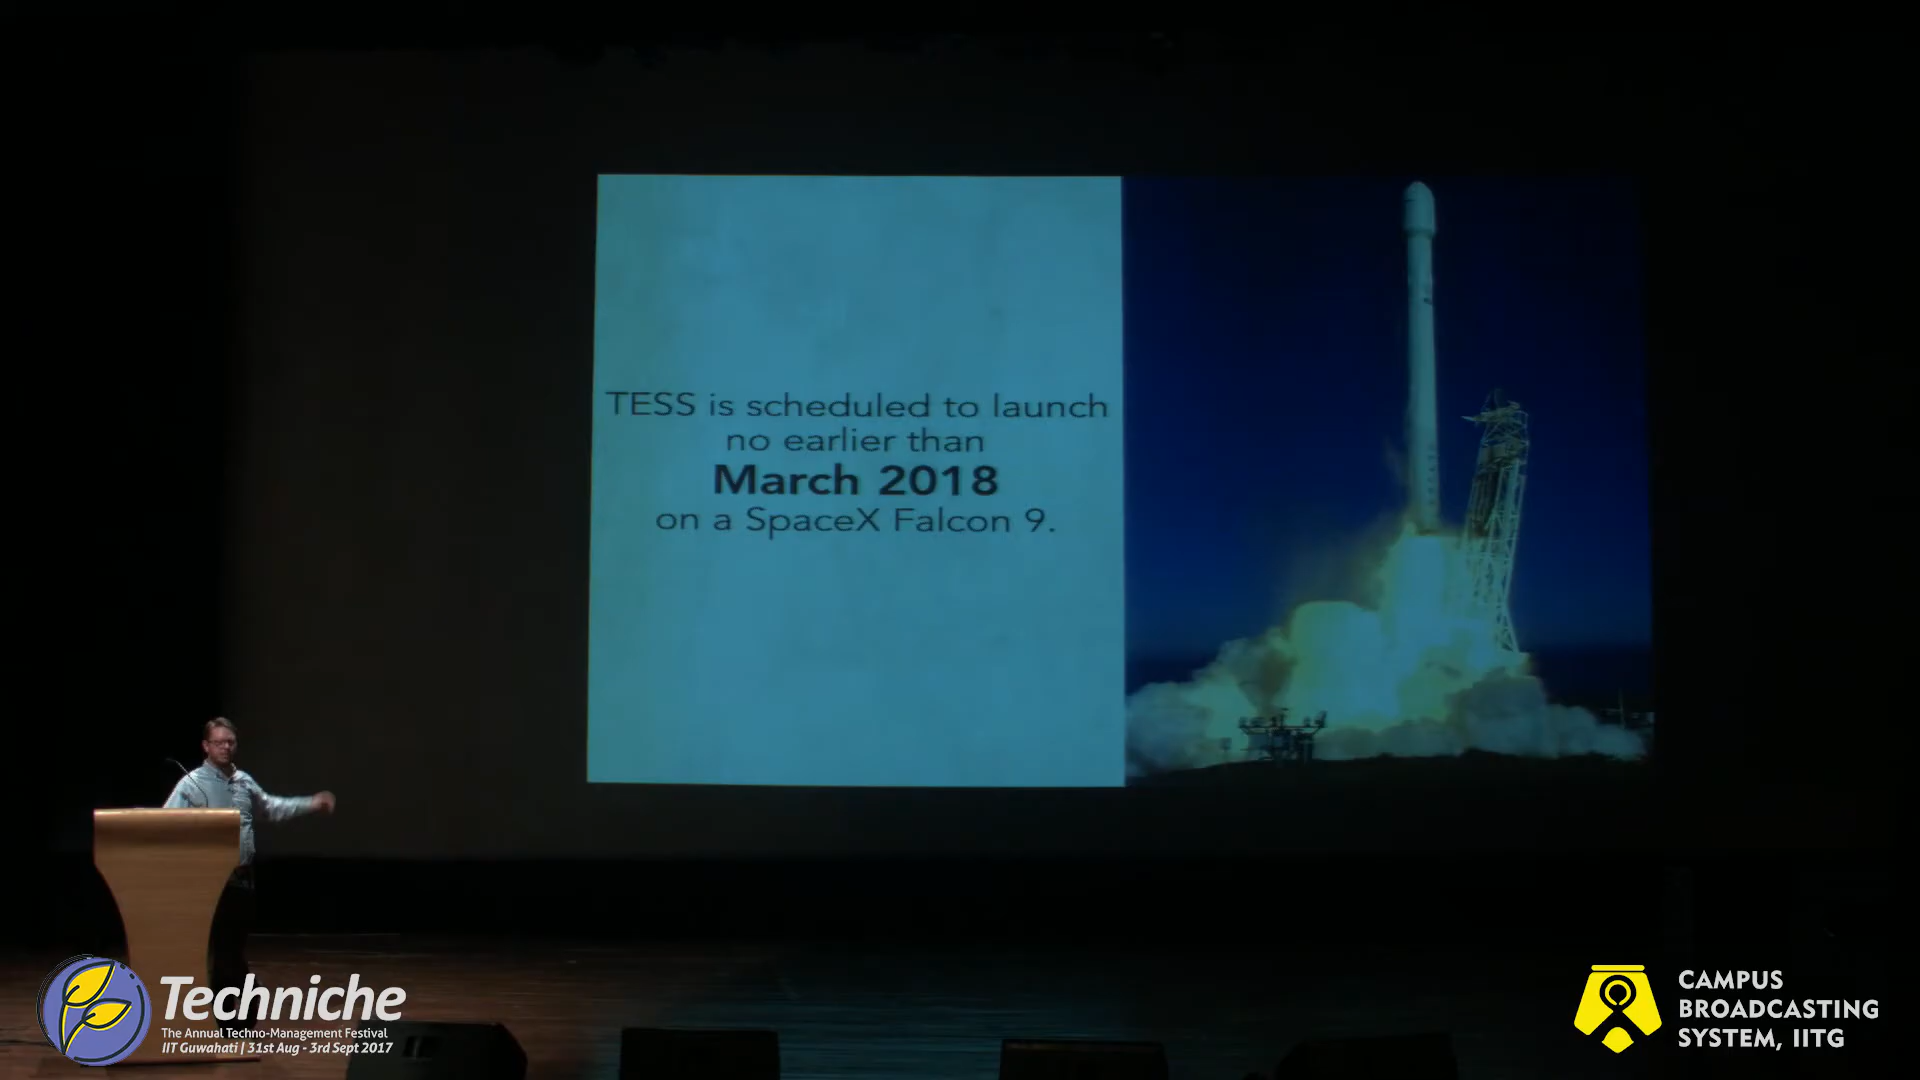 TESS is scheduled to launch
no earlier than
March 2018
on a SpaceX Falcon 9.
Techniche
The Annual Techno-Management Festival
IIT Guwahati | 31st Aug - 3rd Sept 2017
CAMPUS
BROADCASTING
SYSTEM, IITG